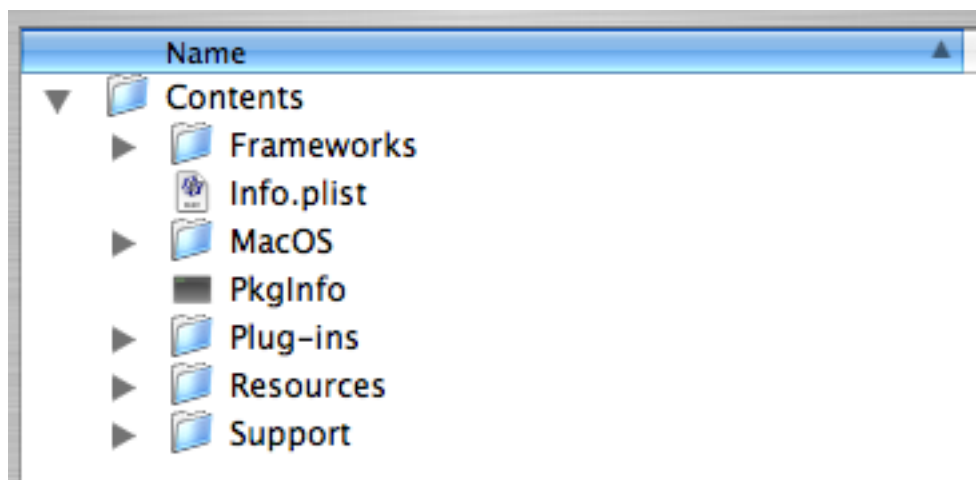 Name
Contents
Frameworks
Info.plist
MacOS
PkgInfo
Plug-ins
Resources
Support